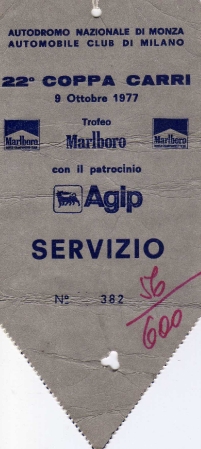 AUTODROMO NAZIONALE DI MONZA
AUTOMOBILE CLUB DI MILANO
22° COPPA CARRI
9 Ottobre 1977
Trofeo
Marlboro Marlboro Marlboro
con il patrocinio
Agip
SERVIZIO
N° 382
56/600